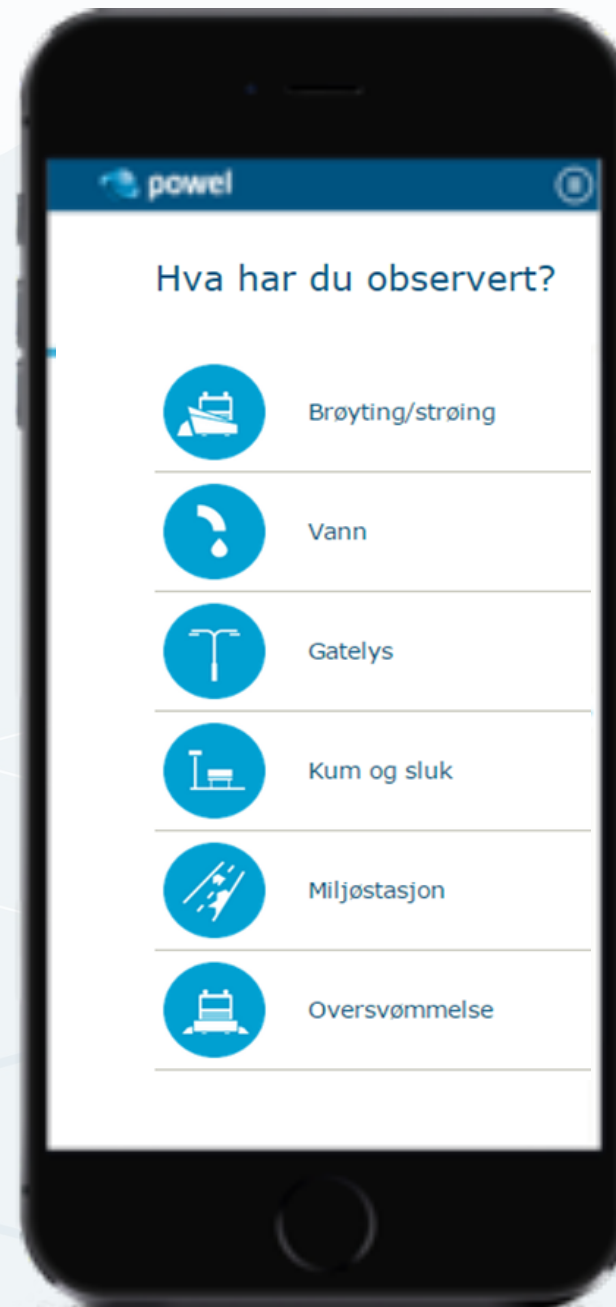 powel
Hva har du observert?
Brøyting/strøing
Vann
Gatelys
Kum og sluk
Miljøstasjon
Oversvømmelse